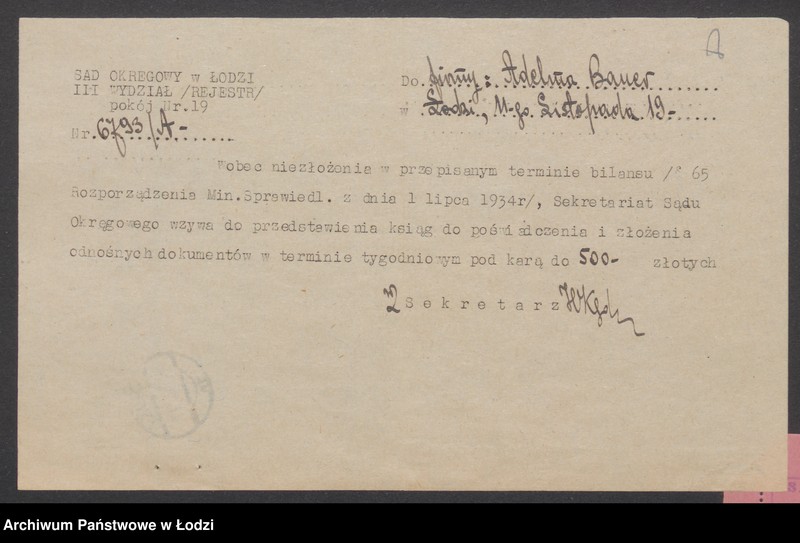 SAD OKRĘGOWY w ŁODZI
III WYDZIAŁ /REJESTR/
pokój Nr.19
Nr. 6793/A-
Do firmy: Adelma Bauer
w Łodzi, 11-go Listopada 19-
Wobec niezłożenia w przepisanym terminie bilansu /§ 65
Rozporządzenia Min.Sprawiedl. z dnia 1 lipca 1934r/, Sekretariat Sądu
Okręgowego wzywa do przedstawienia ksiąg do poświadczenia i złożenia
odnośnych dokumentów w terminie tygodniowym pod karą do 500- złotych
Sekretarz
Archiwum Państwowe w Łodzi